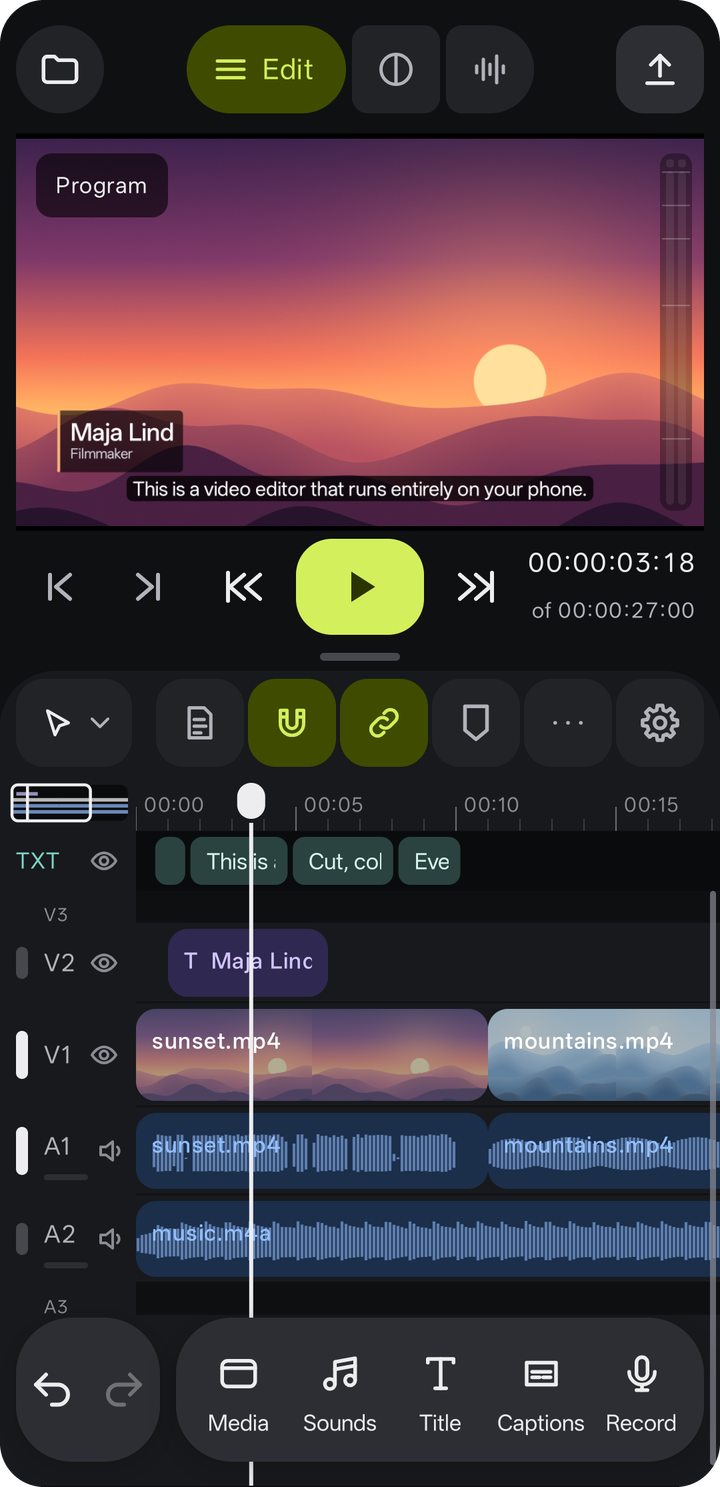 Edit
Program
Maja Lind
Filmmaker
This is a video editor that runs entirely on your phone.
00:00:03:18
of 00:00:27:00
00:00
00:05
00:10
00:15
TXT
This is
Cut, col
Eve
V3
V2
T Maja Lind
V1
sunset.mp4
mountains.mp4
A1
sunset.mp4
mountains.mp4
A2
music.m4a
A3
Media
Sounds
Title
Captions
Record